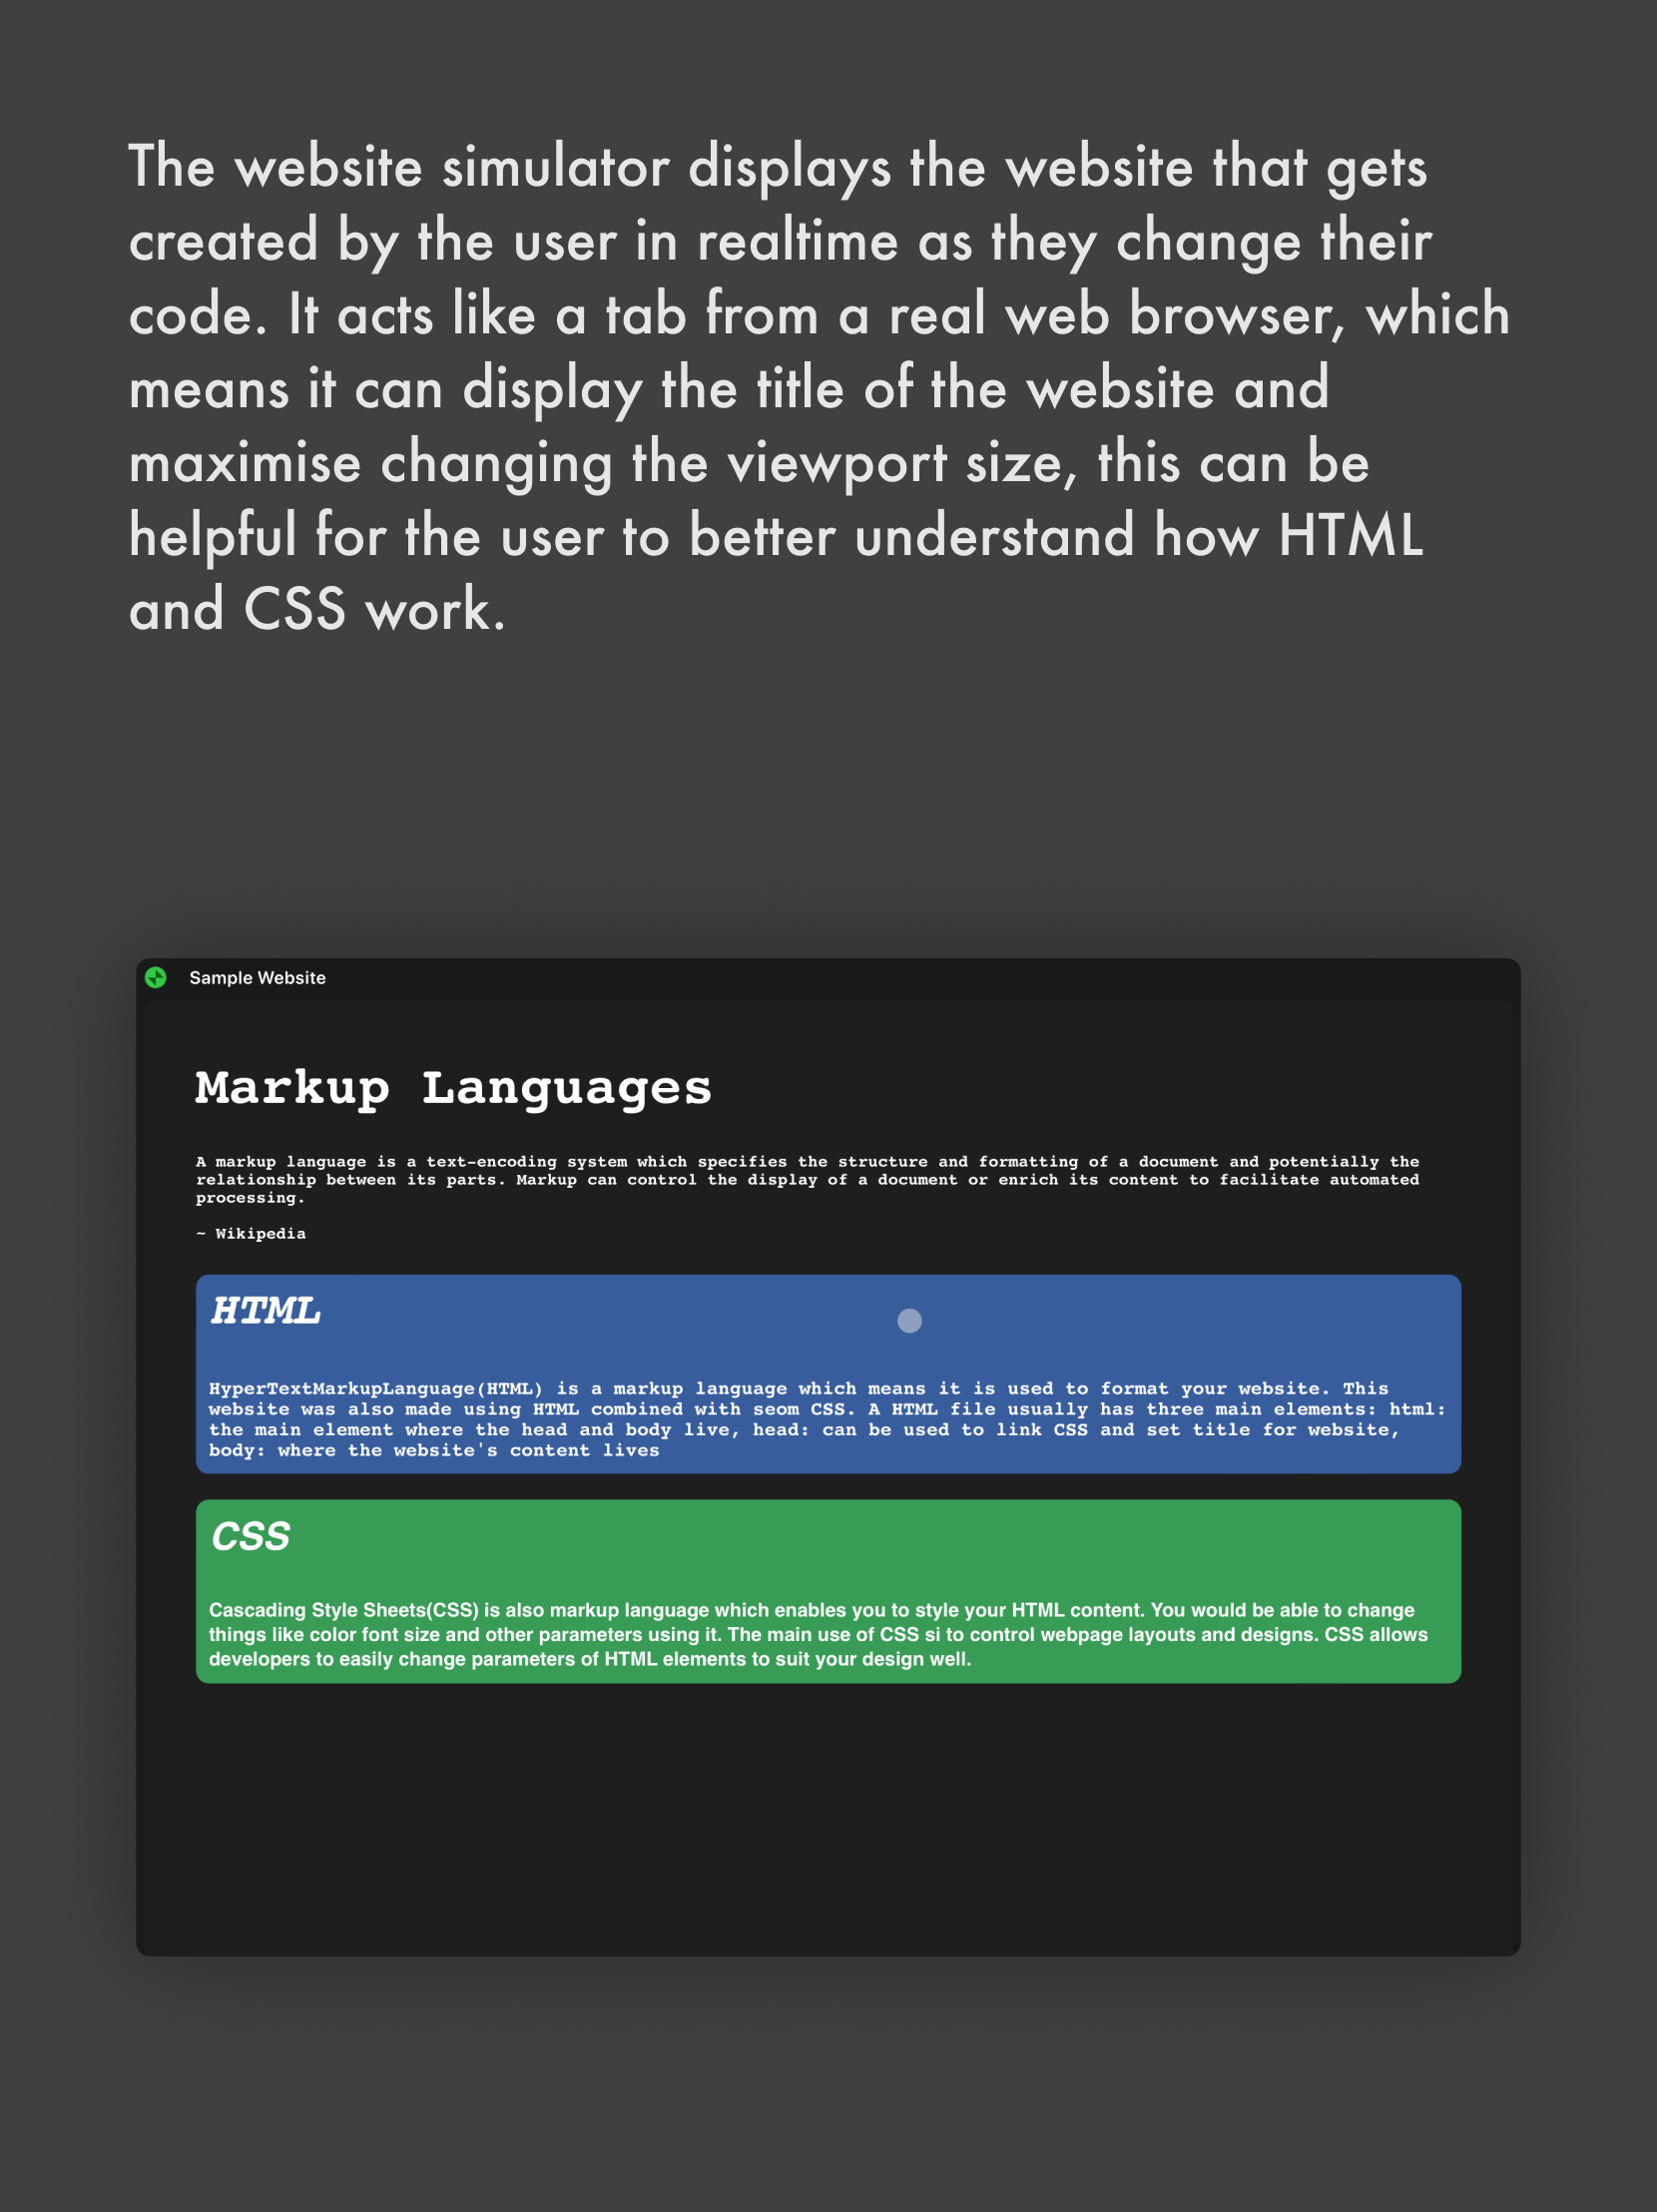 The website simulator displays the website that gets
created by the user in realtime as they change their
code. It acts like a tab from a real web browser, which
means it can display the title of the website and
maximise changing the viewport size, this can be
helpful for the user to better understand how HTML
and CSS work.
Sample Website
Markup Languages
A markup language is a text-encoding system which specifies the structure and formatting of a document and potentially the
relationship between its parts. Markup can control the display of a document or enrich its content to facilitate automated
processing.
~ Wikipedia
HTML
HyperTextMarkupLanguage(HTML) is a markup language which means it is used to format your website. This
website was also made using HTML combined with seom CSS. A HTML file usually has three main elements: html:
the main element where the head and body live, head: can be used to link CSS and set title for website,
body: where the website's content lives
CSS
Cascading Style Sheets(CSS) is also markup language which enables you to style your HTML content. You would be able to change
things like color font size and other parameters using it. The main use of CSS si to control webpage layouts and designs. CSS allows
developers to easily change parameters of HTML elements to suit your design well.